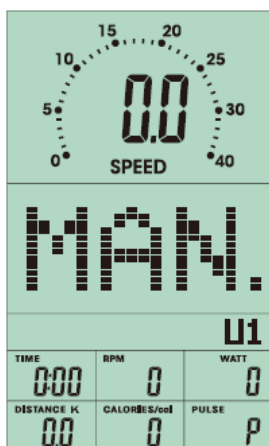 15 20
10 25
0.0
5 30
0 SPEED 40
MAN.
U1
TIME RPM WATT
0:00 0 0
DISTANCE K CALORIES/cal PULSE
0.0 0 P